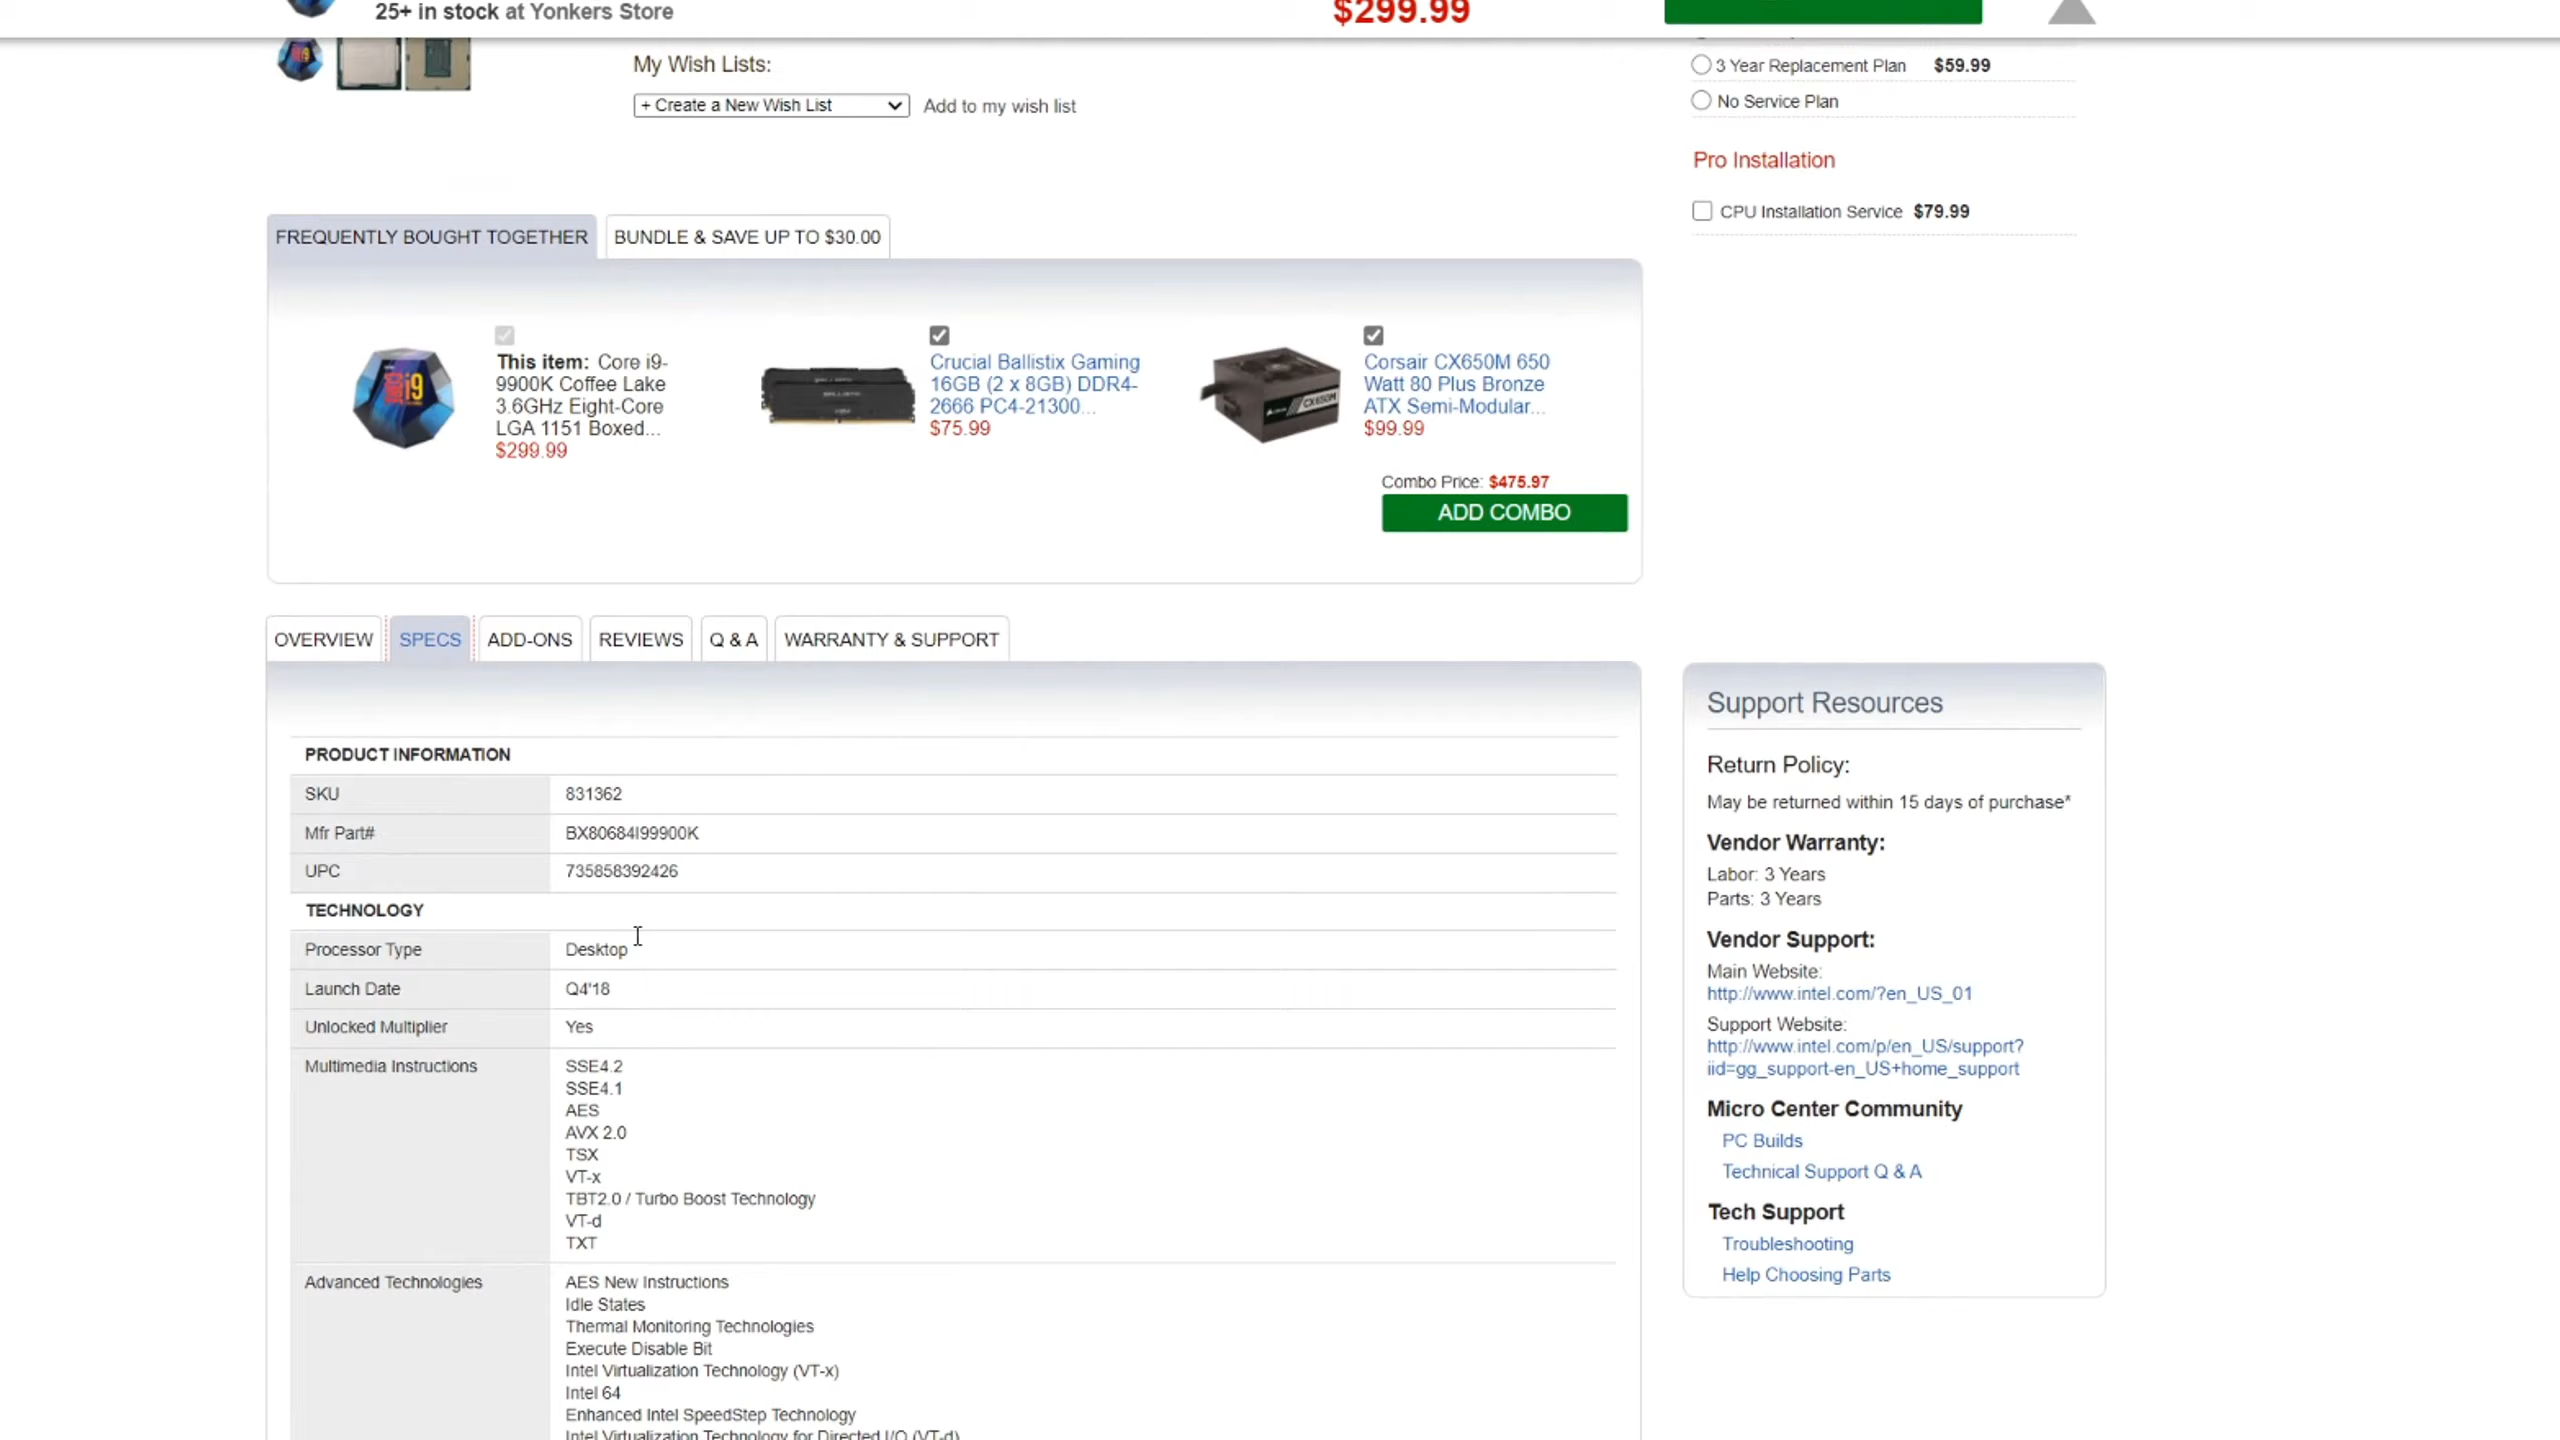 25+ in stock at Yonkers Store
$299.99
My Wish Lists:
+ Create a New Wish List
Add to my wish list
3 Year Replacement Plan $59.99
No Service Plan
Pro Installation
CPU Installation Service $79.99
FREQUENTLY BOUGHT TOGETHER
BUNDLE & SAVE UP TO $30.00
This item: Core i9-
9900K Coffee Lake
3.6GHz Eight-Core
LGA 1151 Boxed...
$299.99
Crucial Ballistix Gaming
16GB (2 x 8GB) DDR4-
2666 PC4-21300...
$75.99
CX650M
Corsair CX650M 650
Watt 80 Plus Bronze
ATX Semi-Modular...
$99.99
Combo Price: $475.97
ADD COMBO
OVERVIEW
SPECS
ADD-ONS
REVIEWS
Q & A
WARRANTY & SUPPORT
PRODUCT INFORMATION
SKU 831362
Mfr Part# BX80684I99900K
UPC 735858392426
TECHNOLOGY
Processor Type Desktop
Launch Date Q4'18
Unlocked Multiplier Yes
Multimedia Instructions SSE4.2
SSE4.1
AES
AVX 2.0
TSX
VT-x
TBT2.0 / Turbo Boost Technology
VT-d
TXT
Advanced Technologies AES New Instructions
Idle States
Thermal Monitoring Technologies
Execute Disable Bit
Intel Virtualization Technology (VT-x)
Intel 64
Enhanced Intel SpeedStep Technology
Intel Virtualization Technology for Directed I/O (VT-d)
Support Resources
Return Policy:
May be returned within 15 days of purchase*
Vendor Warranty:
Labor: 3 Years
Parts: 3 Years
Vendor Support:
Main Website:
http://www.intel.com/?en_US_01
Support Website:
http://www.intel.com/p/en_US/support?
iid=gg_support-en_US+home_support
Micro Center Community
PC Builds
Technical Support Q & A
Tech Support
Troubleshooting
Help Choosing Parts